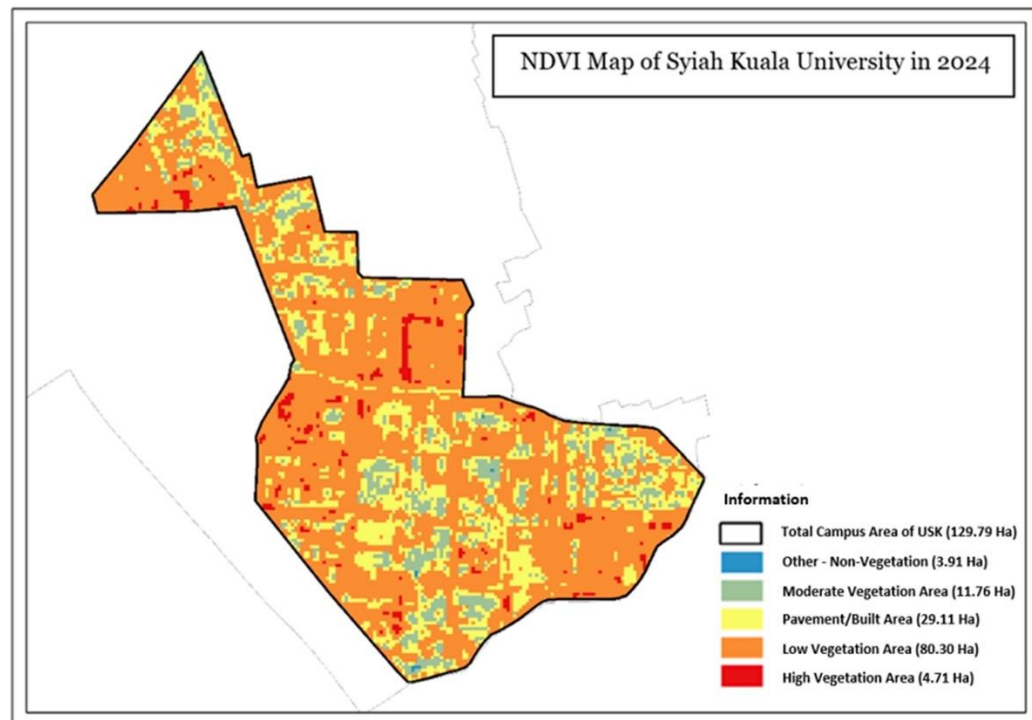 NDVI Map of Syiah Kuala University in 2024
Information
Total Campus Area of USK (129.79 Ha)
Other - Non-Vegetation (3.91 Ha)
Moderate Vegetation Area (11.76 Ha)
Pavement/Built Area (29.11 Ha)
Low Vegetation Area (80.30 Ha)
High Vegetation Area (4.71 Ha)